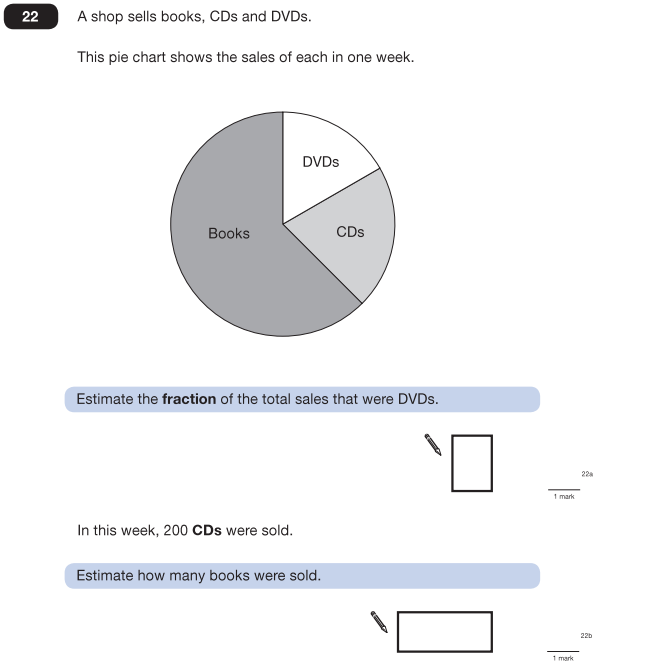 22
A shop sells books, CDs and DVDs.
This pie chart shows the sales of each in one week.
DVDs
CDs
Books
Estimate the fraction of the total sales that were DVDs.
22a
1 mark
In this week, 200 CDs were sold.
Estimate how many books were sold.
22b
1 mark